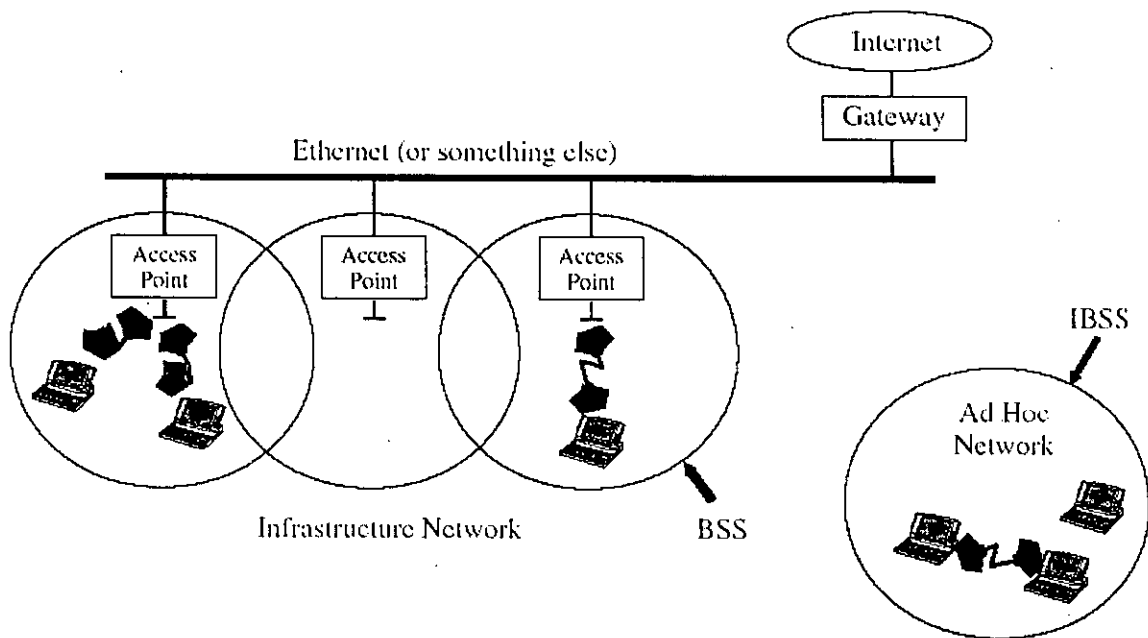 Internet
Gateway
Ethernet (or something else)
Access
Point
Access
Point
Access
Point
IBSS
Ad Hoc
Network
Infrastructure Network
BSS